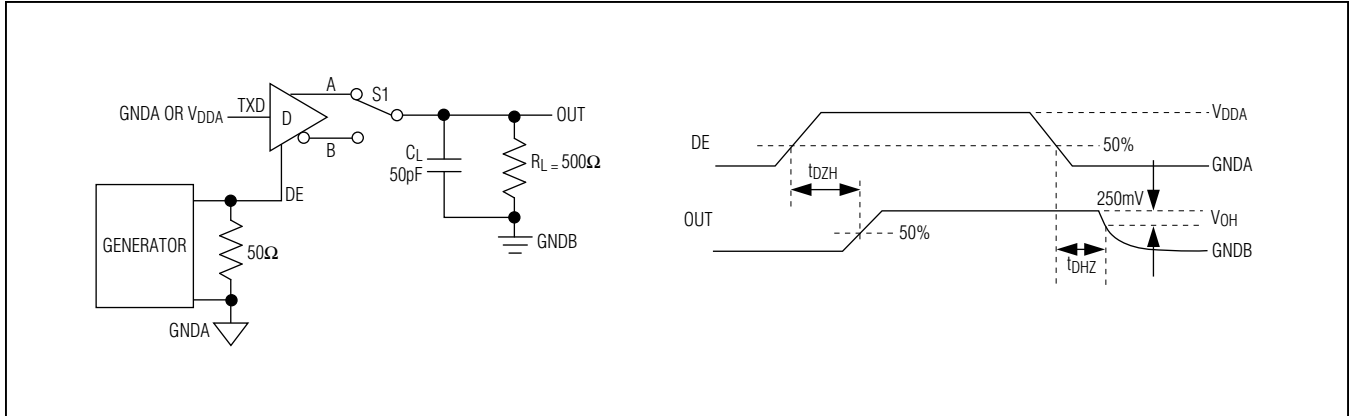 A
S1
GNDA OR VDDA
TXD
D
OUT
B
CL
50pF
RL = 500Ω
DE
GENERATOR
50Ω
GNDB
GNDA
VDDA
DE
50%
GNDA
tDZH
250mV
OUT
VOH
50%
GNDB
tDHZ